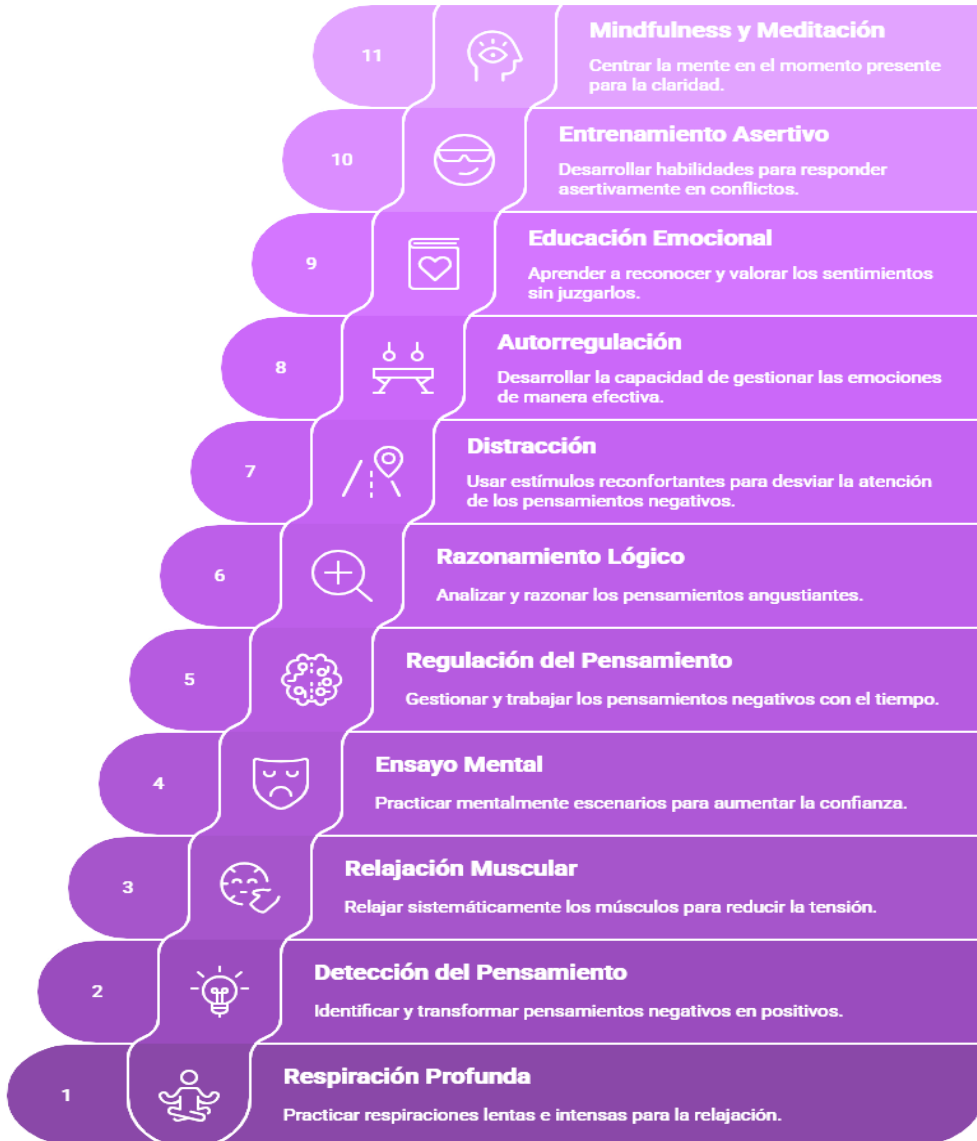 11
Mindfulness y Meditación
Centrar la mente en el momento presente
para la claridad.
10
Entrenamiento Asertivo
Desarrollar habilidades para responder
asertivamente en conflictos.
9
Educación Emocional
Aprender a reconocer y valorar los sentimientos
sin juzgarlos.
8
Autorregulación
Desarrollar la capacidad de gestionar las emociones
de manera efectiva.
7
Distracción
Usar estímulos reconfortantes para desviar la atención
de los pensamientos negativos.
6
Razonamiento Lógico
Analizar y razonar los pensamientos angustiantes.
5
Regulación del Pensamiento
Gestionar y trabajar los pensamientos negativos con el tiempo.
4
Ensayo Mental
Practicar mentalmente escenarios para aumentar la confianza.
3
Relajación Muscular
Relajar sistemáticamente los músculos para reducir la tensión.
2
Detección del Pensamiento
Identificar y transformar pensamientos negativos en positivos.
1
Respiración Profunda
Practicar respiraciones lentas e intensas para la relajación.